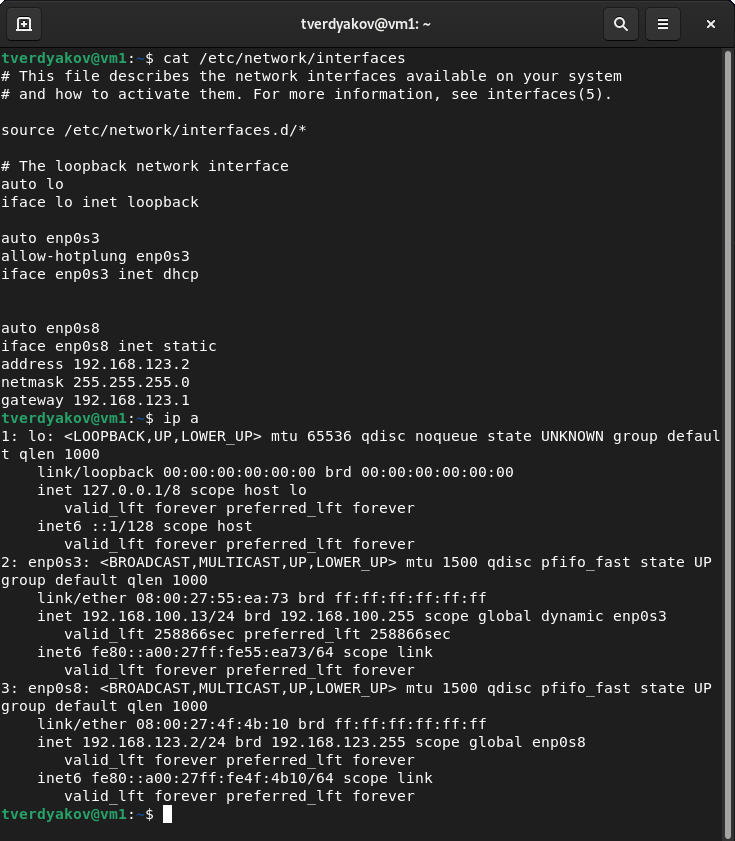 tverdyakov@vm1: ~
tverdyakov@vm1:~$ cat /etc/network/interfaces
# This file describes the network interfaces available on your system
# and how to activate them. For more information, see interfaces(5).
source /etc/network/interfaces.d/*
# The loopback network interface
auto lo
iface lo inet loopback
auto enp0s3
allow-hotplung enp0s3
iface enp0s3 inet dhcp
auto enp0s8
iface enp0s8 inet static
address 192.168.123.2
netmask 255.255.255.0
gateway 192.168.123.1
tverdyakov@vm1:~$ ip a
1: lo: <LOOPBACK,UP,LOWER_UP> mtu 65536 qdisc noqueue state UNKNOWN group defaul
t qlen 1000
    link/loopback 00:00:00:00:00:00 brd 00:00:00:00:00:00
    inet 127.0.0.1/8 scope host lo
       valid_lft forever preferred_lft forever
    inet6 ::1/128 scope host
       valid_lft forever preferred_lft forever
2: enp0s3: <BROADCAST,MULTICAST,UP,LOWER_UP> mtu 1500 qdisc pfifo_fast state UP
group default qlen 1000
    link/ether 08:00:27:55:ea:73 brd ff:ff:ff:ff:ff:ff
    inet 192.168.100.13/24 brd 192.168.100.255 scope global dynamic enp0s3
       valid_lft 258866sec preferred_lft 258866sec
    inet6 fe80::a00:27ff:fe55:ea73/64 scope link
       valid_lft forever preferred_lft forever
3: enp0s8: <BROADCAST,MULTICAST,UP,LOWER_UP> mtu 1500 qdisc pfifo_fast state UP
group default qlen 1000
    link/ether 08:00:27:4f:4b:10 brd ff:ff:ff:ff:ff:ff
    inet 192.168.123.2/24 brd 192.168.123.255 scope global enp0s8
       valid_lft forever preferred_lft forever
    inet6 fe80::a00:27ff:fe4f:4b10/64 scope link
       valid_lft forever preferred_lft forever
tverdyakov@vm1:~$